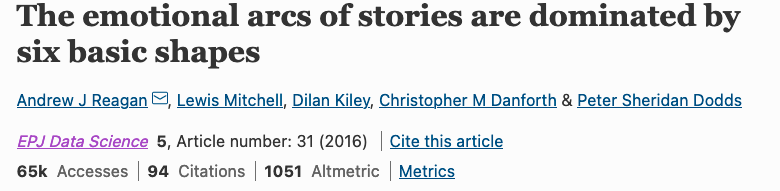 The emotional arcs of stories are dominated by
six basic shapes
Andrew J Reagan, Lewis Mitchell, Dilan Kiley, Christopher M Danforth & Peter Sheridan Dodds
EPJ Data Science 5, Article number: 31 (2016) | Cite this article
65k Accesses | 94 Citations | 1051 Altmetric | Metrics